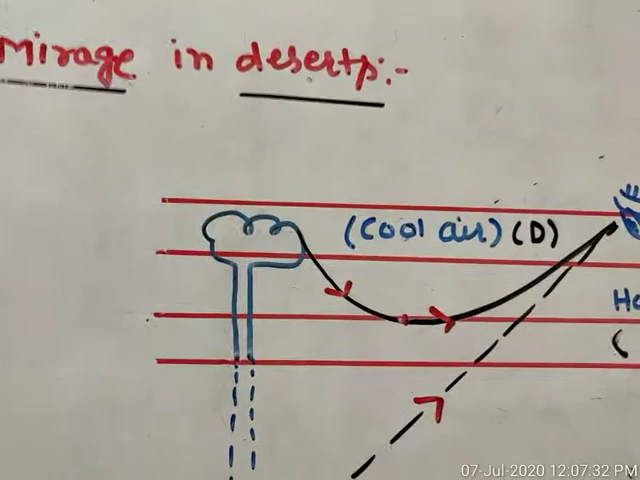 Mirage in deserts:-
(Cool air) (D)
07-Jul-2020 12:07:32 PM